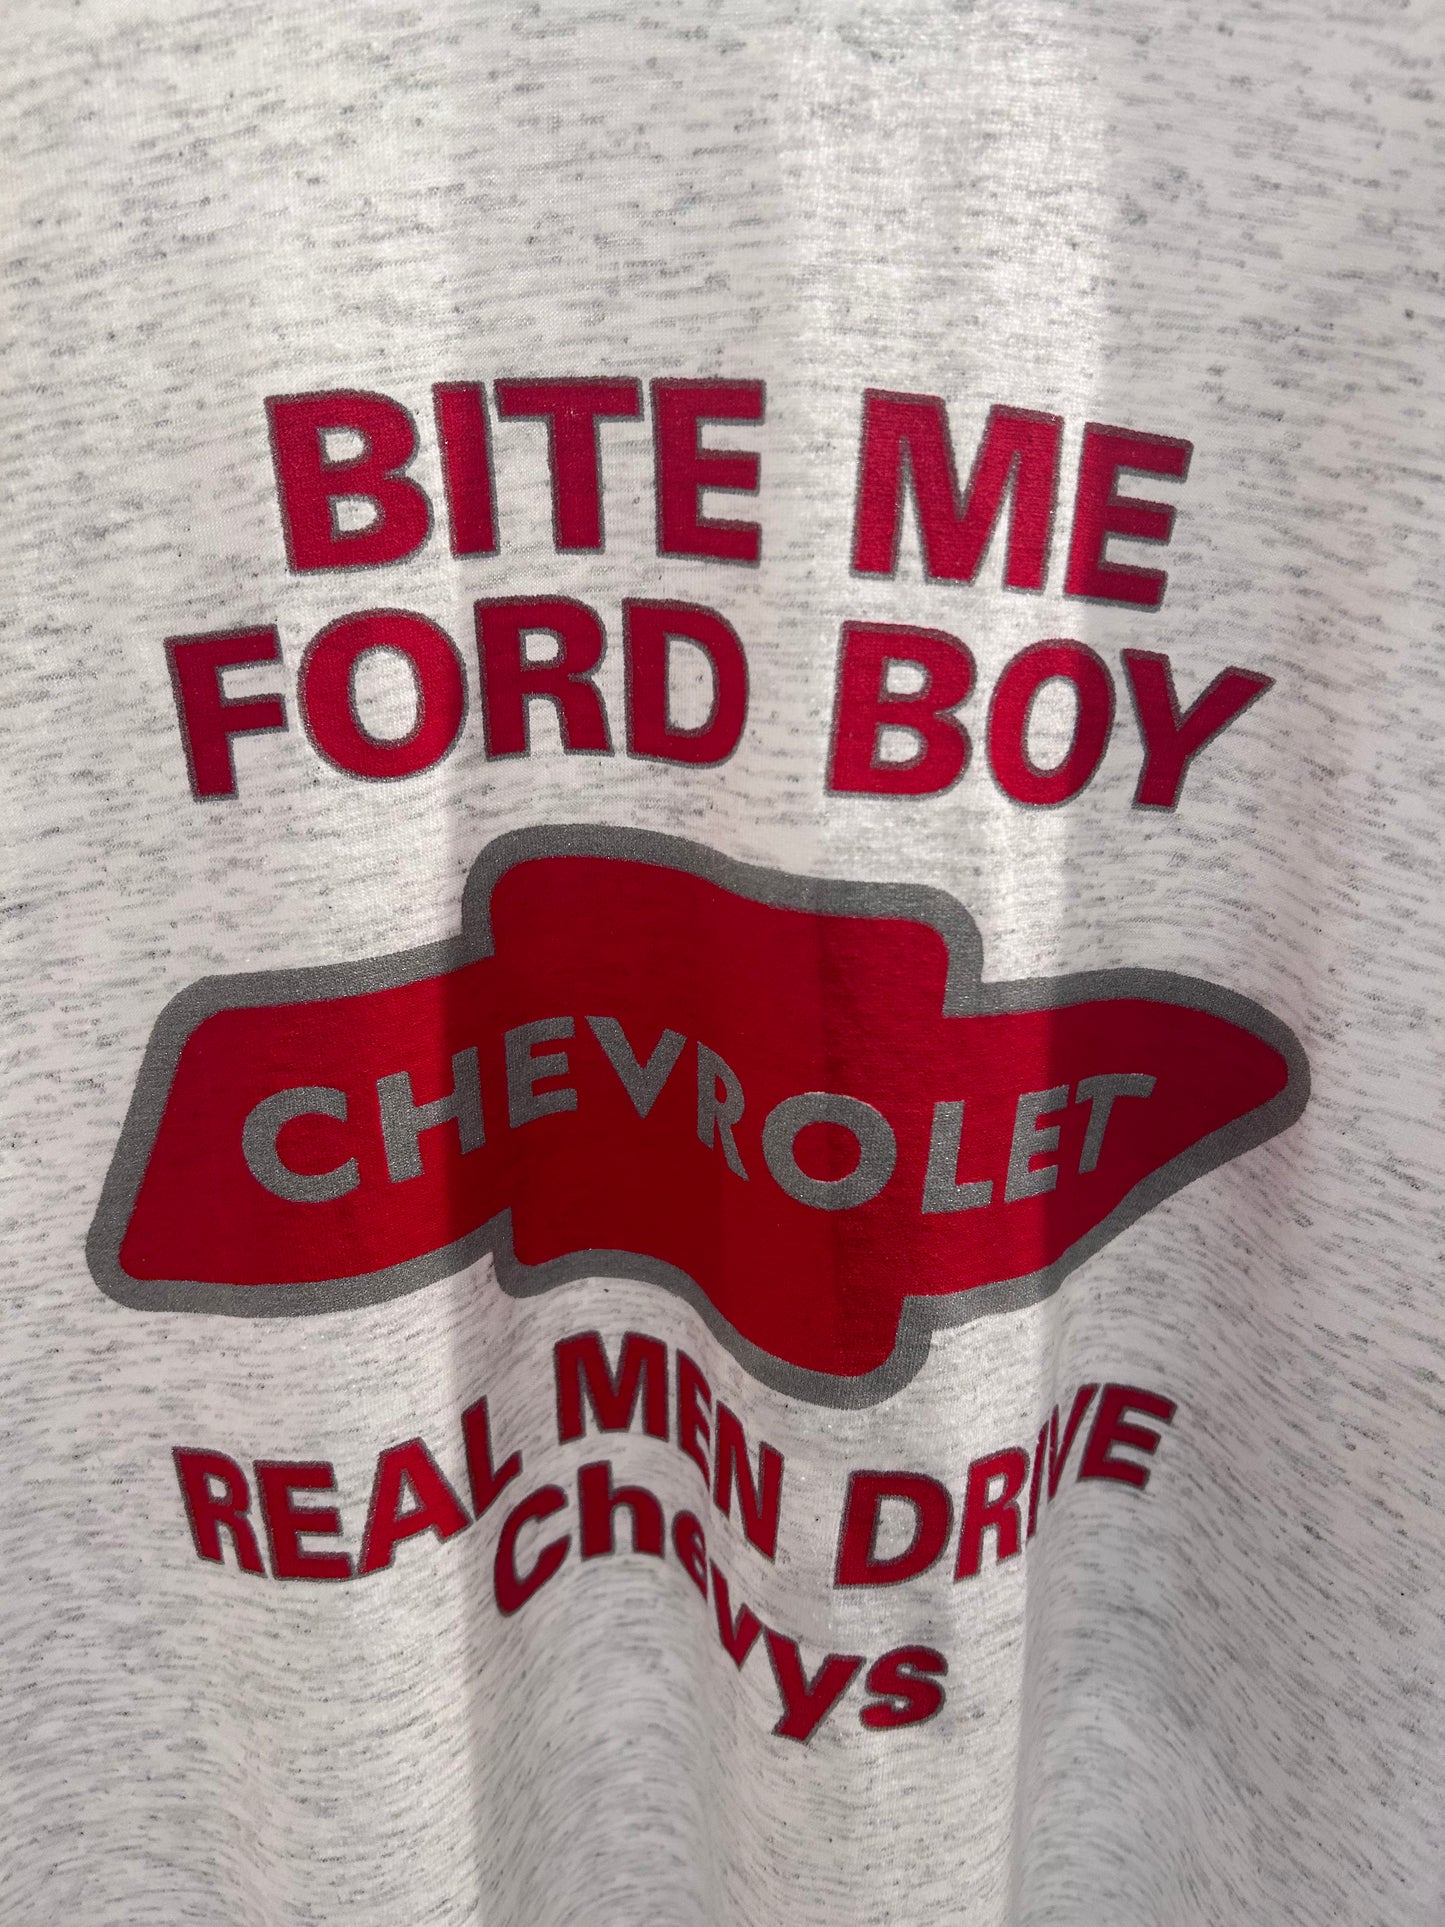 BITE ME
FORD BOY
CHEVROLET
REAL MEN DRIVE
Chevys